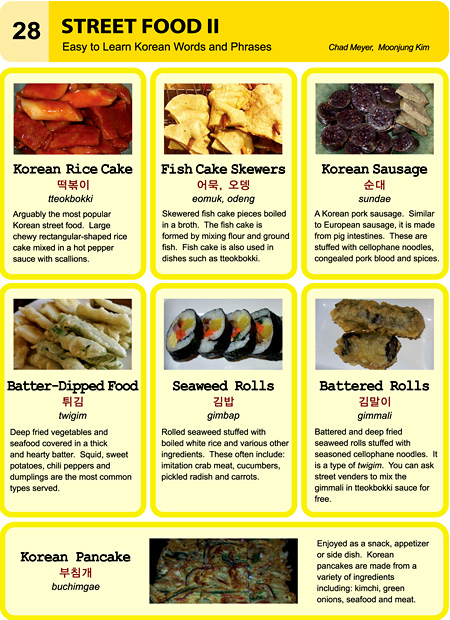 28
STREET FOOD II
Easy to Learn Korean Words and Phrases
Chad Meyer, Moonjung Kim
Korean Rice Cake
떡볶이
tteokbokki
Arguably the most popular
Korean street food. Large
chewy rectangular-shaped rice
cake mixed in a hot pepper
sauce with scallions.
Fish Cake Skewers
어묵, 오뎅
eomuk, odeng
Skewered fish cake pieces boiled
in a broth. The fish cake is
formed by mixing flour and ground
fish. Fish cake is also used in
dishes such as tteokbokki.
Korean Sausage
순대
sundae
A Korean pork sausage. Similar
to European sausage, it is made
from pig intestines. These are
stuffed with cellophane noodles,
congealed pork blood and spices.
Batter-Dipped Food
튀김
twigim
Deep fried vegetables and
seafood covered in a thick
and hearty batter. Squid, sweet
potatoes, chili peppers and
dumplings are the most common
types served.
Seaweed Rolls
김밥
gimbap
Rolled seaweed stuffed with
boiled white rice and various other
ingredients. These often include:
imitation crab meat, cucumbers,
pickled radish and carrots.
Battered Rolls
김말이
gimmali
Battered and deep fried
seaweed rolls stuffed with
seasoned cellophane noodles. It
is a type of twigim. You can ask
street venders to mix the
gimmali in tteokbokki sauce for
free.
Korean Pancake
부침개
buchimgae
Enjoyed as a snack, appetizer
or side dish. Korean
pancakes are made from a
variety of ingredients
including: kimchi, green
onions, seafood and meat.